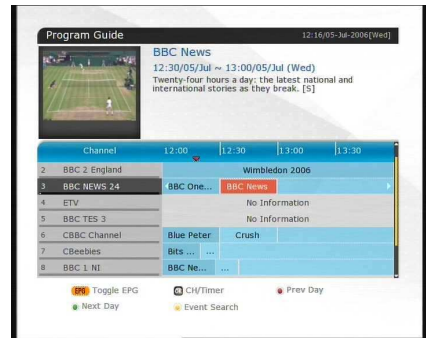 Program Guide 12:16/05-Jul-2006[Wed]
BBC News
12:30/05/Jul ~ 13:00/05/Jul (Wed)
Twenty-four hours a day: the latest national and
international stories as they break. [S]
Channel 12:00 12:30 13:00 13:30
2 BBC 2 England Wimbledon 2006
3 BBC NEWS 24 BBC One... BBC News
4 ETV No Information
5 BBC TES 3 No Information
6 CBBC Channel Blue Peter Crush
7 CBeebies Bits ... ...
8 BBC 1 NI BBC Ne... ...
EPG Toggle EPG OK CH/Timer Prev Day
Next Day Event Search